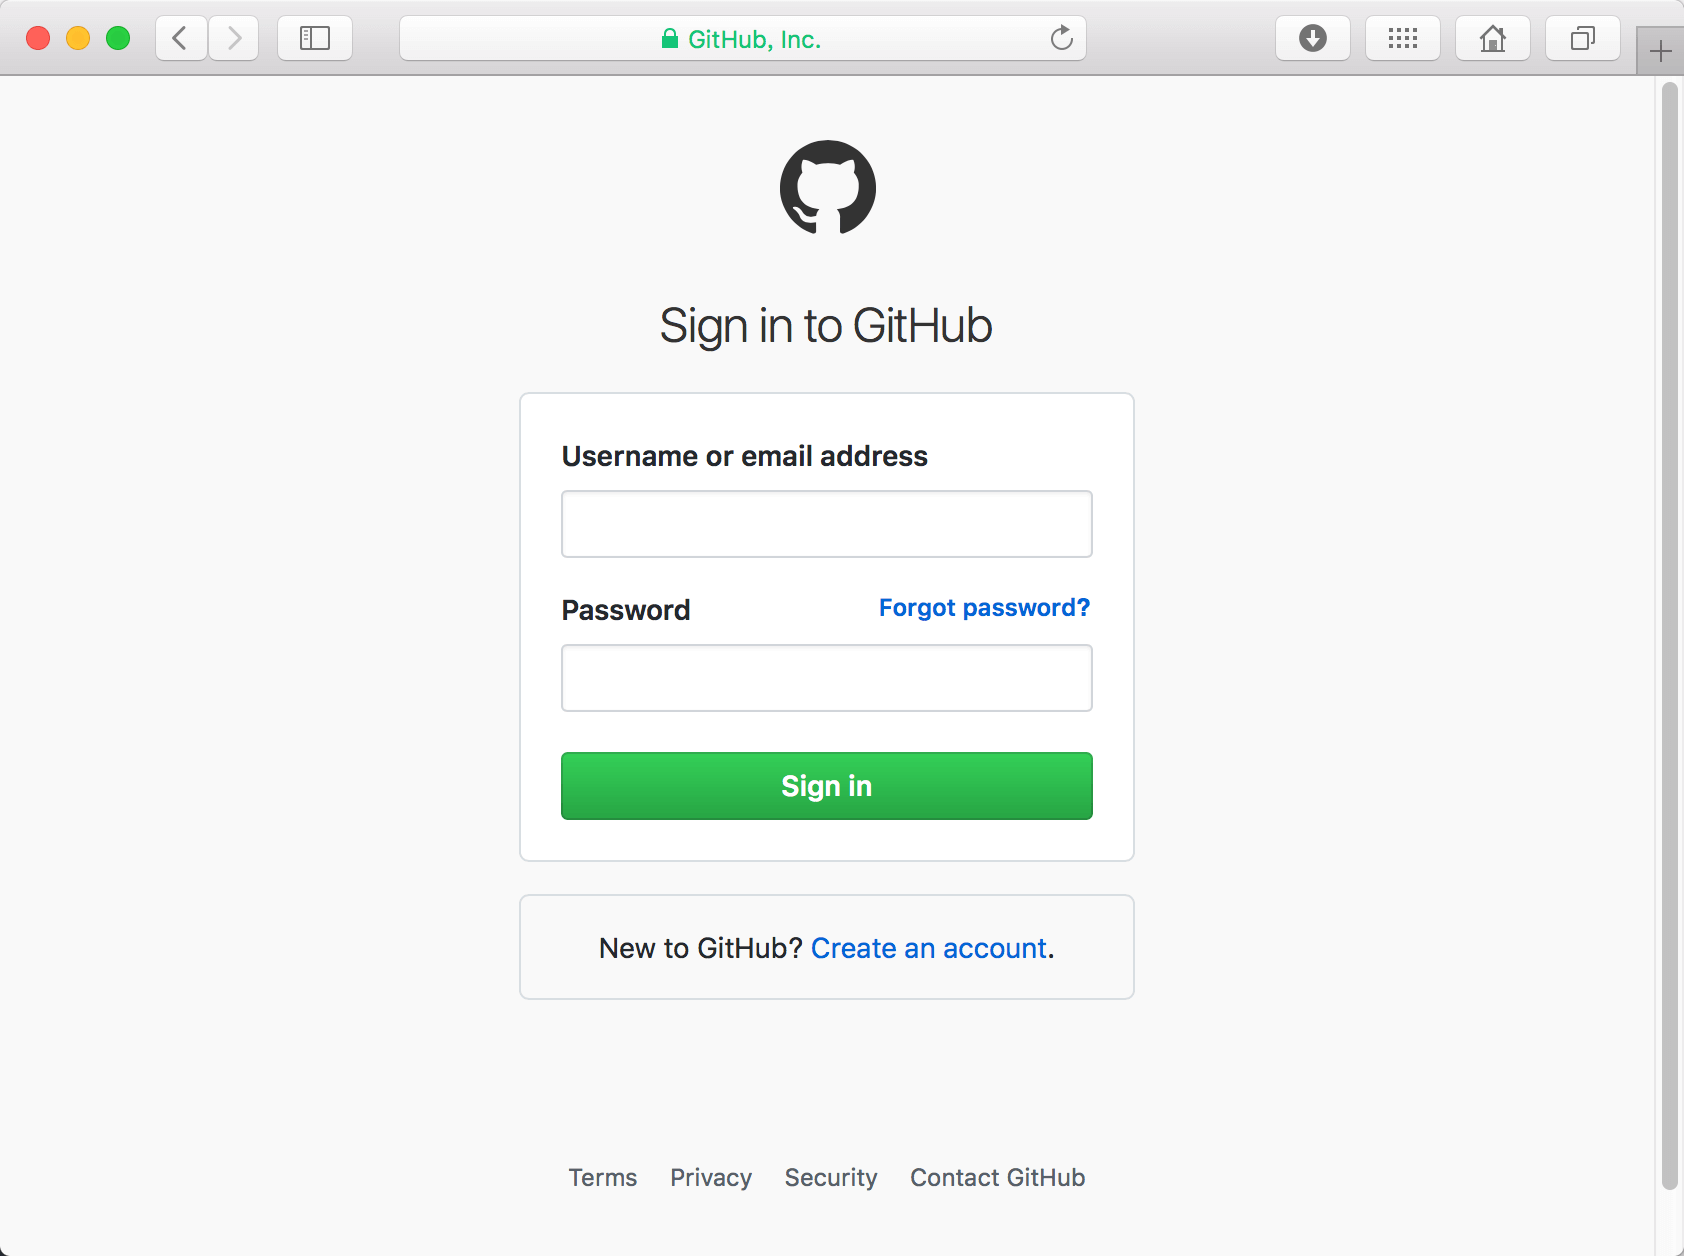 GitHub, Inc.
Sign in to GitHub
Username or email address
Password Forgot password?
Sign in
New to GitHub? Create an account.
Terms Privacy Security Contact GitHub